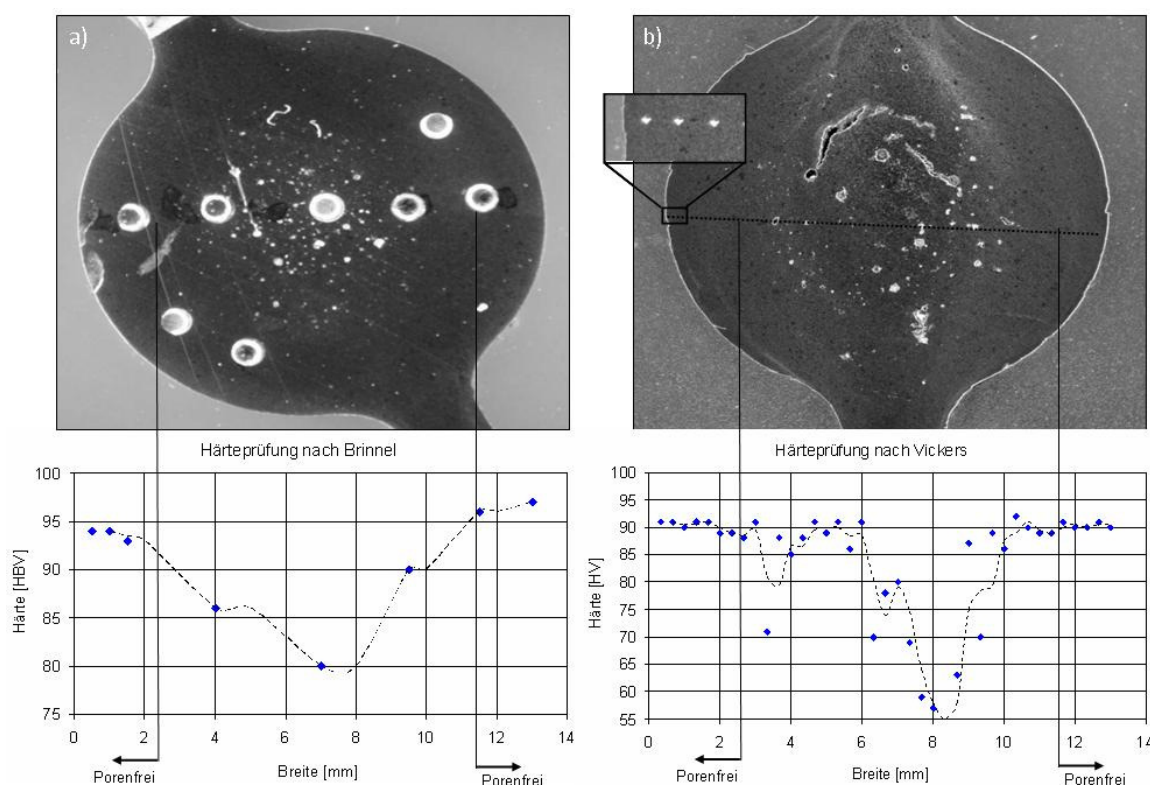 a)
b)
Härteprüfung nach Brinnel
Härte [HBV]
100
95
90
85
80
75
0 2 4 6 8 10 12 14
Porenfrei
Breite [mm]
Porenfrei
Härteprüfung nach Vickers
Härte [HV]
100
95
90
85
80
75
70
65
60
55
0 2 4 6 8 10 12 14
Porenfrei
Breite [mm]
Porenfrei